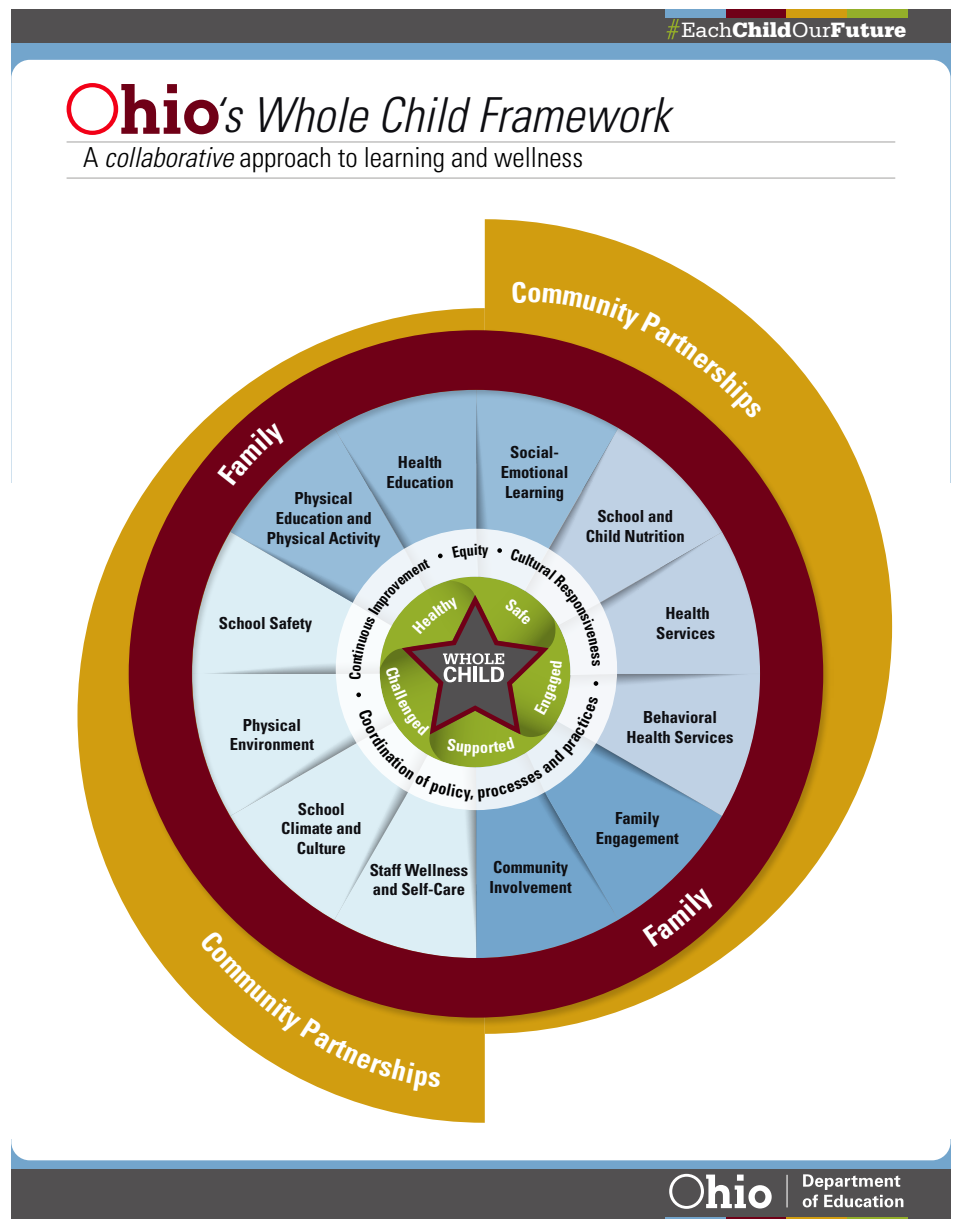 #EachChildOurFuture
Ohio's Whole Child Framework
A collaborative approach to learning and wellness
Community Partnerships
Family
Health
Education
Social-
Emotional
Learning
Physical
Education and
Physical Activity
School and
Child Nutrition
School Safety
Health
Services
Physical
Environment
Behavioral
Health Services
School
Climate and
Culture
Family
Engagement
Staff Wellness
and Self-Care
Community
Involvement
• Continuous Improvement • Equity • Cultural Responsiveness •
Coordination of policy, processes and practices
Healthy
Safe
Engaged
Supported
Challenged
WHOLE
CHILD
Family
Community Partnerships
Ohio
Department
of Education